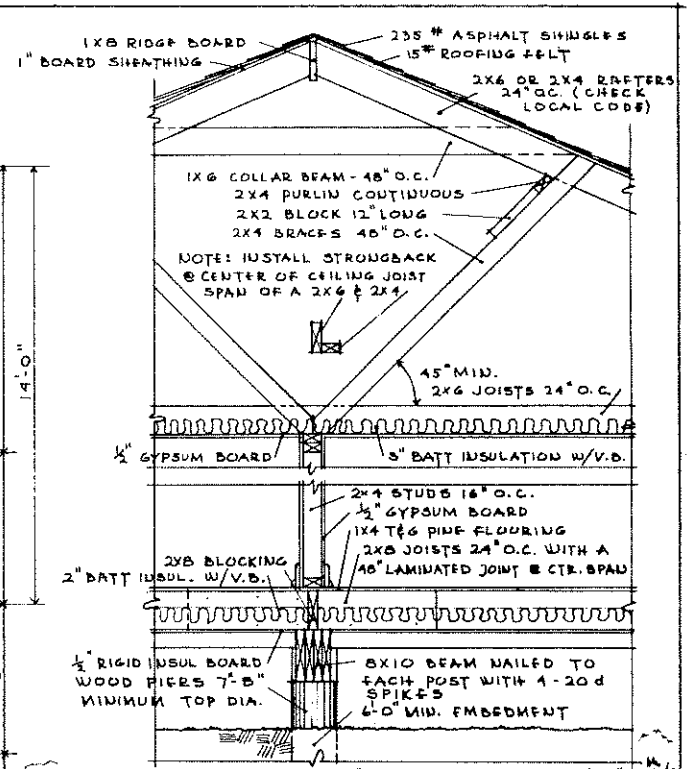 1X8 RIDGE BOARD
1" BOARD SHEATHING
235 # ASPHALT SHINGLES
15# ROOFING FELT
2X6 OR 2X4 RAFTERS
24" OC. (CHECK
LOCAL CODE)
1X6 COLLAR BEAM - 48" O.C.
2X4 PURLIN CONTINUOUS
2X2 BLOCK 12" LONG
2X4 BRACES 48" O.C.
NOTE: INSTALL STRONGBACK
@ CENTER OF CEILING JOIST
SPAN OF A 2X6 & 2X4
14'-0"
45° MIN.
2X6 JOISTS 24" O.C.
1/2" GYPSUM BOARD
3" BATT INSULATION W/V.B.
2X4 STUDS 16" O.C.
1/2" GYPSUM BOARD
1X4 T&G PINE FLOURING
2X8 JOISTS 24" O.C. WITH A
48" LAMINATED JOINT @ CTR. SPAN
2X8 BLOCKING
2" BATT INSUL. W/V.B.
1/2" RIGID INSUL BOARD
WOOD PIERS 7"-8"
MINIMUM TOP DIA.
8X10 BEAM NAILED TO
EACH POST WITH 4-20d
SPIKES
6'-0" MIN. EMBEDMENT